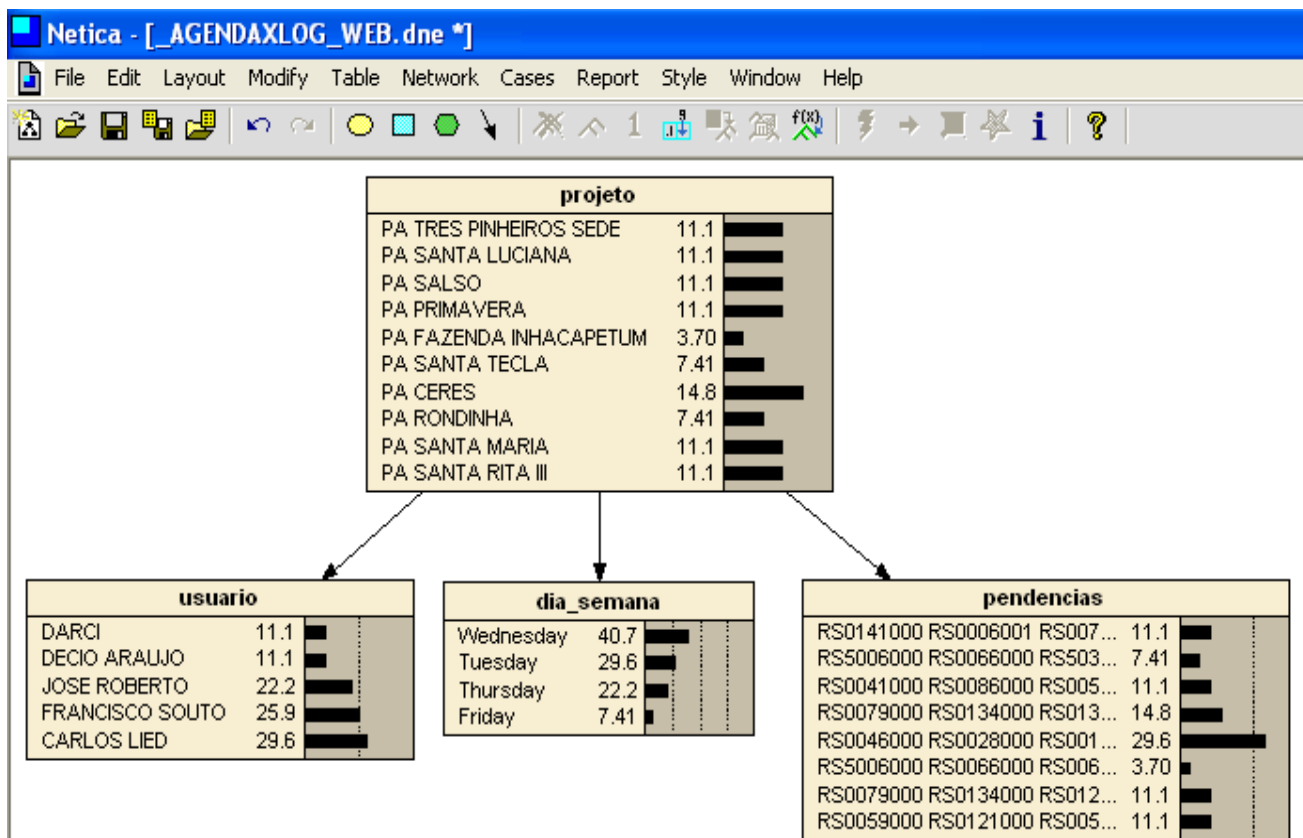 Netica - [_AGENDAXLOG_WEB.dne *]
File Edit Layout Modify Table Network Cases Report Style Window Help
1 f(x) i ?
projeto
PA TRES PINHEIROS SEDE 11.1
PA SANTA LUCIANA 11.1
PA SALSO 11.1
PA PRIMAVERA 11.1
PA FAZENDA INHACAPETUM 3.70
PA SANTA TECLA 7.41
PA CERES 14.8
PA RONDINHA 7.41
PA SANTA MARIA 11.1
PA SANTA RITA III 11.1
usuario
DARCI 11.1
DECIO ARAUJO 11.1
JOSE ROBERTO 22.2
FRANCISCO SOUTO 25.9
CARLOS LIED 29.6
dia_semana
Wednesday 40.7
Tuesday 29.6
Thursday 22.2
Friday 7.41
pendencias
RS0141000 RS0006001 RS007... 11.1
RS5006000 RS0066000 RS503... 7.41
RS0041000 RS0086000 RS005... 11.1
RS0079000 RS0134000 RS013... 14.8
RS0046000 RS0028000 RS001... 29.6
RS5006000 RS0066000 RS006... 3.70
RS0079000 RS0134000 RS012... 11.1
RS0059000 RS0121000 RS005... 11.1